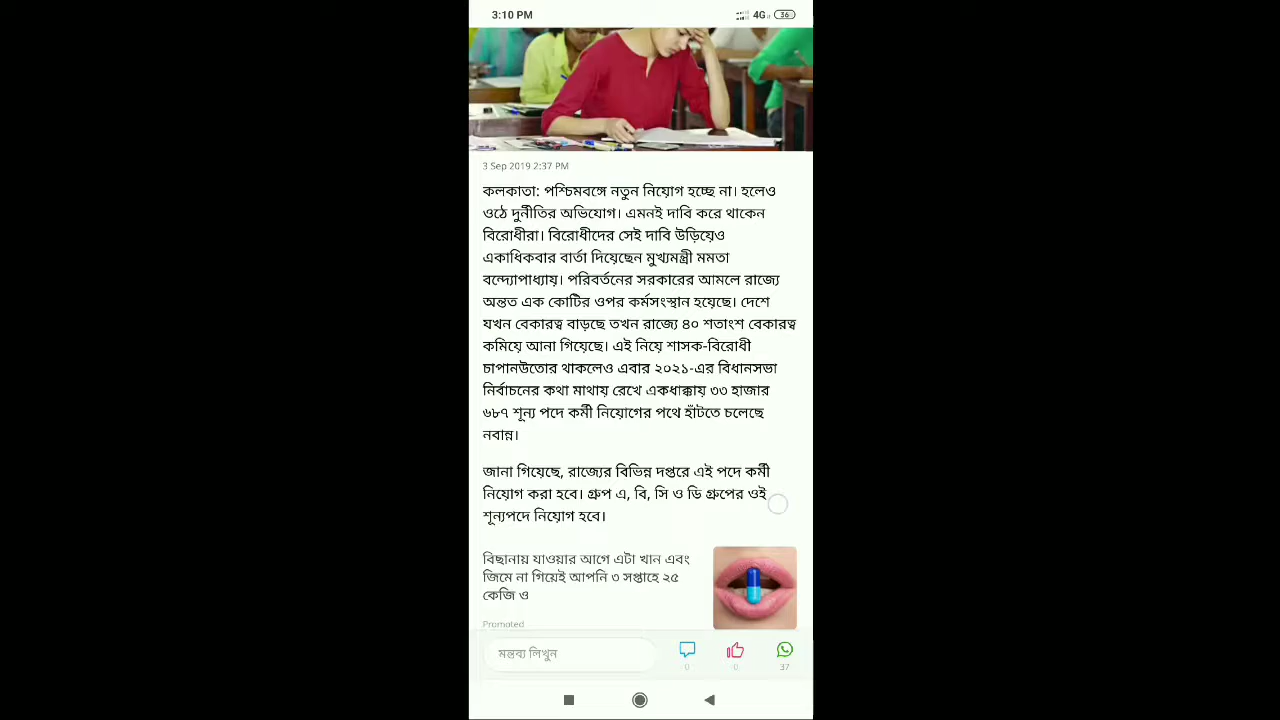 3:10 PM
4G
36
3 Sep 2019 2:37 PM
কলকাতা: পশ্চিমবঙ্গে নতুন নিয়োগ হচ্ছে না। হলেও
ওঠে দুর্নীতির অভিযোগ। এমনই দাবি করে থাকেন
বিরোধীরা। বিরোধীদের সেই দাবি উড়িয়েও
একাধিকবার বার্তা দিয়েছেন মুখ্যমন্ত্রী মমতা
বন্দ্যোপাধ্যায়। পরিবর্তনের সরকারের আমলে রাজ্যে
অন্তত এক কোটির ওপর কর্মসংস্থান হয়েছে। দেশে
যখন বেকারত্ব বাড়ছে তখন রাজ্যে ৪০ শতাংশ বেকারত্ব
কমিয়ে আনা গিয়েছে। এই নিয়ে শাসক-বিরোধী
চাপানউতোর থাকলেও এবার ২০২১-এর বিধানসভা
নির্বাচনের কথা মাথায় রেখে একধাক্কায় ৩৩ হাজার
৬৮৭ শূন্য পদে কর্মী নিয়োগের পথে হাঁটতে চলেছে
নবান্ন।
জানা গিয়েছে, রাজ্যের বিভিন্ন দপ্তরে এই পদে কর্মী
নিয়োগ করা হবে। গ্রুপ এ, বি, সি ও ডি গ্রুপের ওই
শূন্যপদে নিয়োগ হবে।
বিছানায় যাওয়ার আগে এটা খান এবং
জিমে না গিয়েই আপনি ৩ সপ্তাহে ২৫
কেজি ও
Promoted
মন্তব্য লিখুন
0
0
37